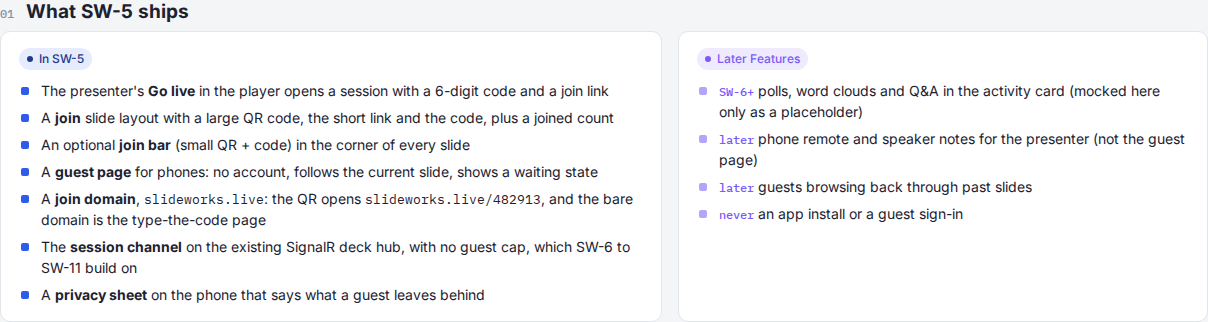 01 What SW-5 ships
In SW-5
The presenter's Go live in the player opens a session with a 6-digit code and a join link
A join slide layout with a large QR code, the short link and the code, plus a joined count
An optional join bar (small QR + code) in the corner of every slide
A guest page for phones: no account, follows the current slide, shows a waiting state
A join domain, slideworks.live: the QR opens slideworks.live/482913, and the bare
domain is the type-the-code page
The session channel on the existing SignalR deck hub, with no guest cap, which SW-6 to
SW-11 build on
A privacy sheet on the phone that says what a guest leaves behind
Later Features
SW-6+ polls, word clouds and Q&A in the activity card (mocked here
only as a placeholder)
later phone remote and speaker notes for the presenter (not the guest
page)
later guests browsing back through past slides
never an app install or a guest sign-in